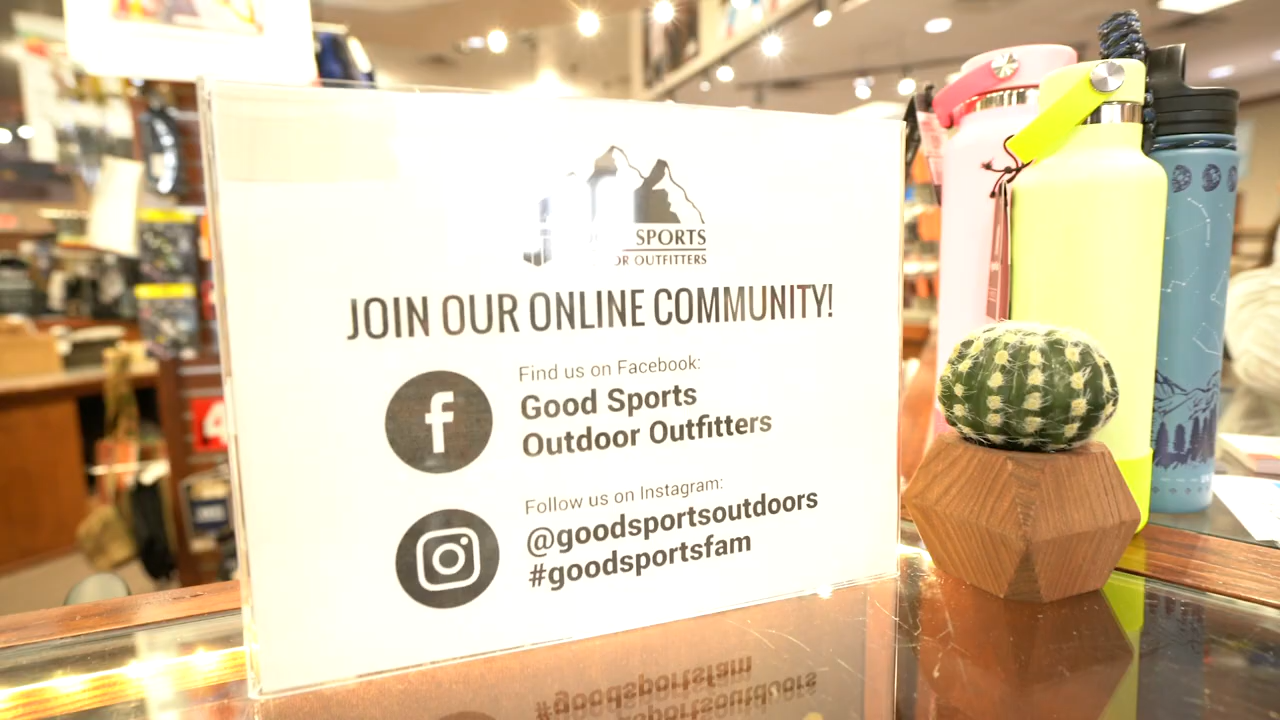 SPORTS
OR OUTFITTERS
JOIN OUR ONLINE COMMUNITY!
Find us on Facebook:
Good Sports
Outdoor Outfitters
Follow us on Instagram:
@goodsportsoutdoors
#goodsportsfam